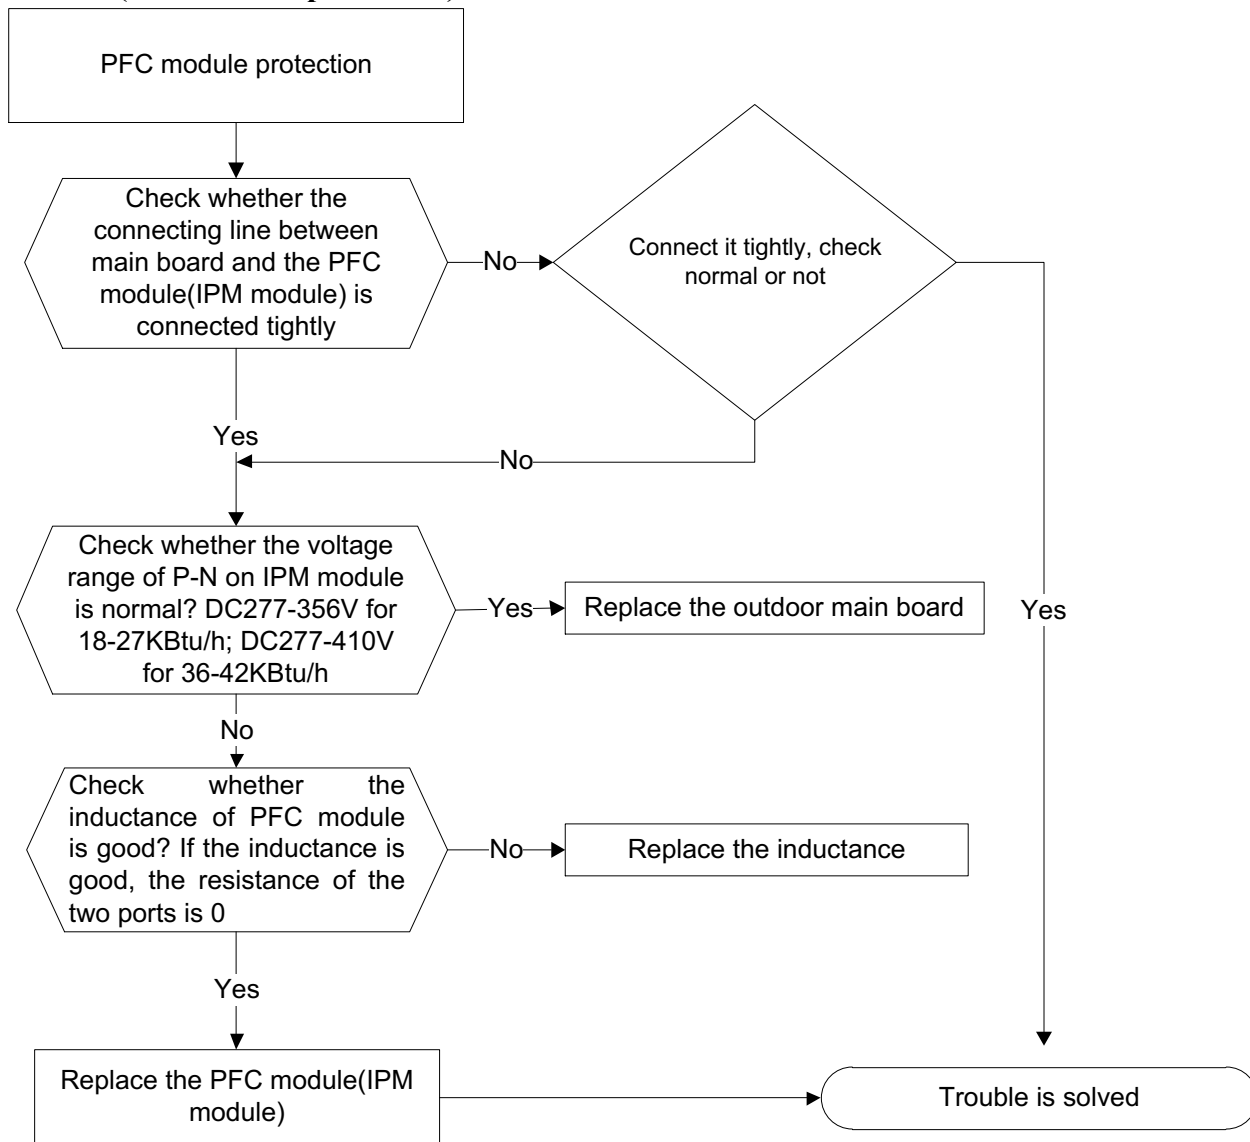 PFC module protection
Check whether the
connecting line between
main board and the PFC
module(IPM module) is
connected tightly
No
Connect it tightly, check
normal or not
Yes
No
Yes
Check whether the voltage
range of P-N on IPM module
is normal? DC277-356V for
18-27KBtu/h; DC277-410V
for 36-42KBtu/h
Yes
Replace the outdoor main board
No
Check whether the
inductance of PFC module
is good? If the inductance is
good, the resistance of the
two ports is 0
No
Replace the inductance
Yes
Replace the PFC module(IPM
module)
Trouble is solved